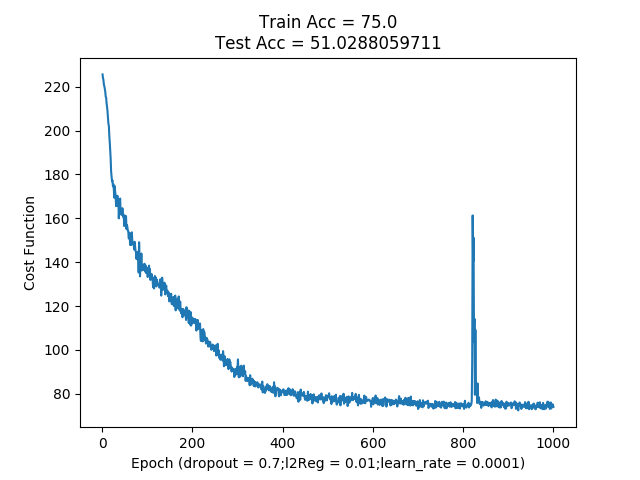 Train Acc = 75.0
Test Acc = 51.0288059711
220
200
180
160
140
120
100
80
Cost Function
0 200 400 600 800 1000
Epoch (dropout = 0.7;l2Reg = 0.01;learn_rate = 0.0001)